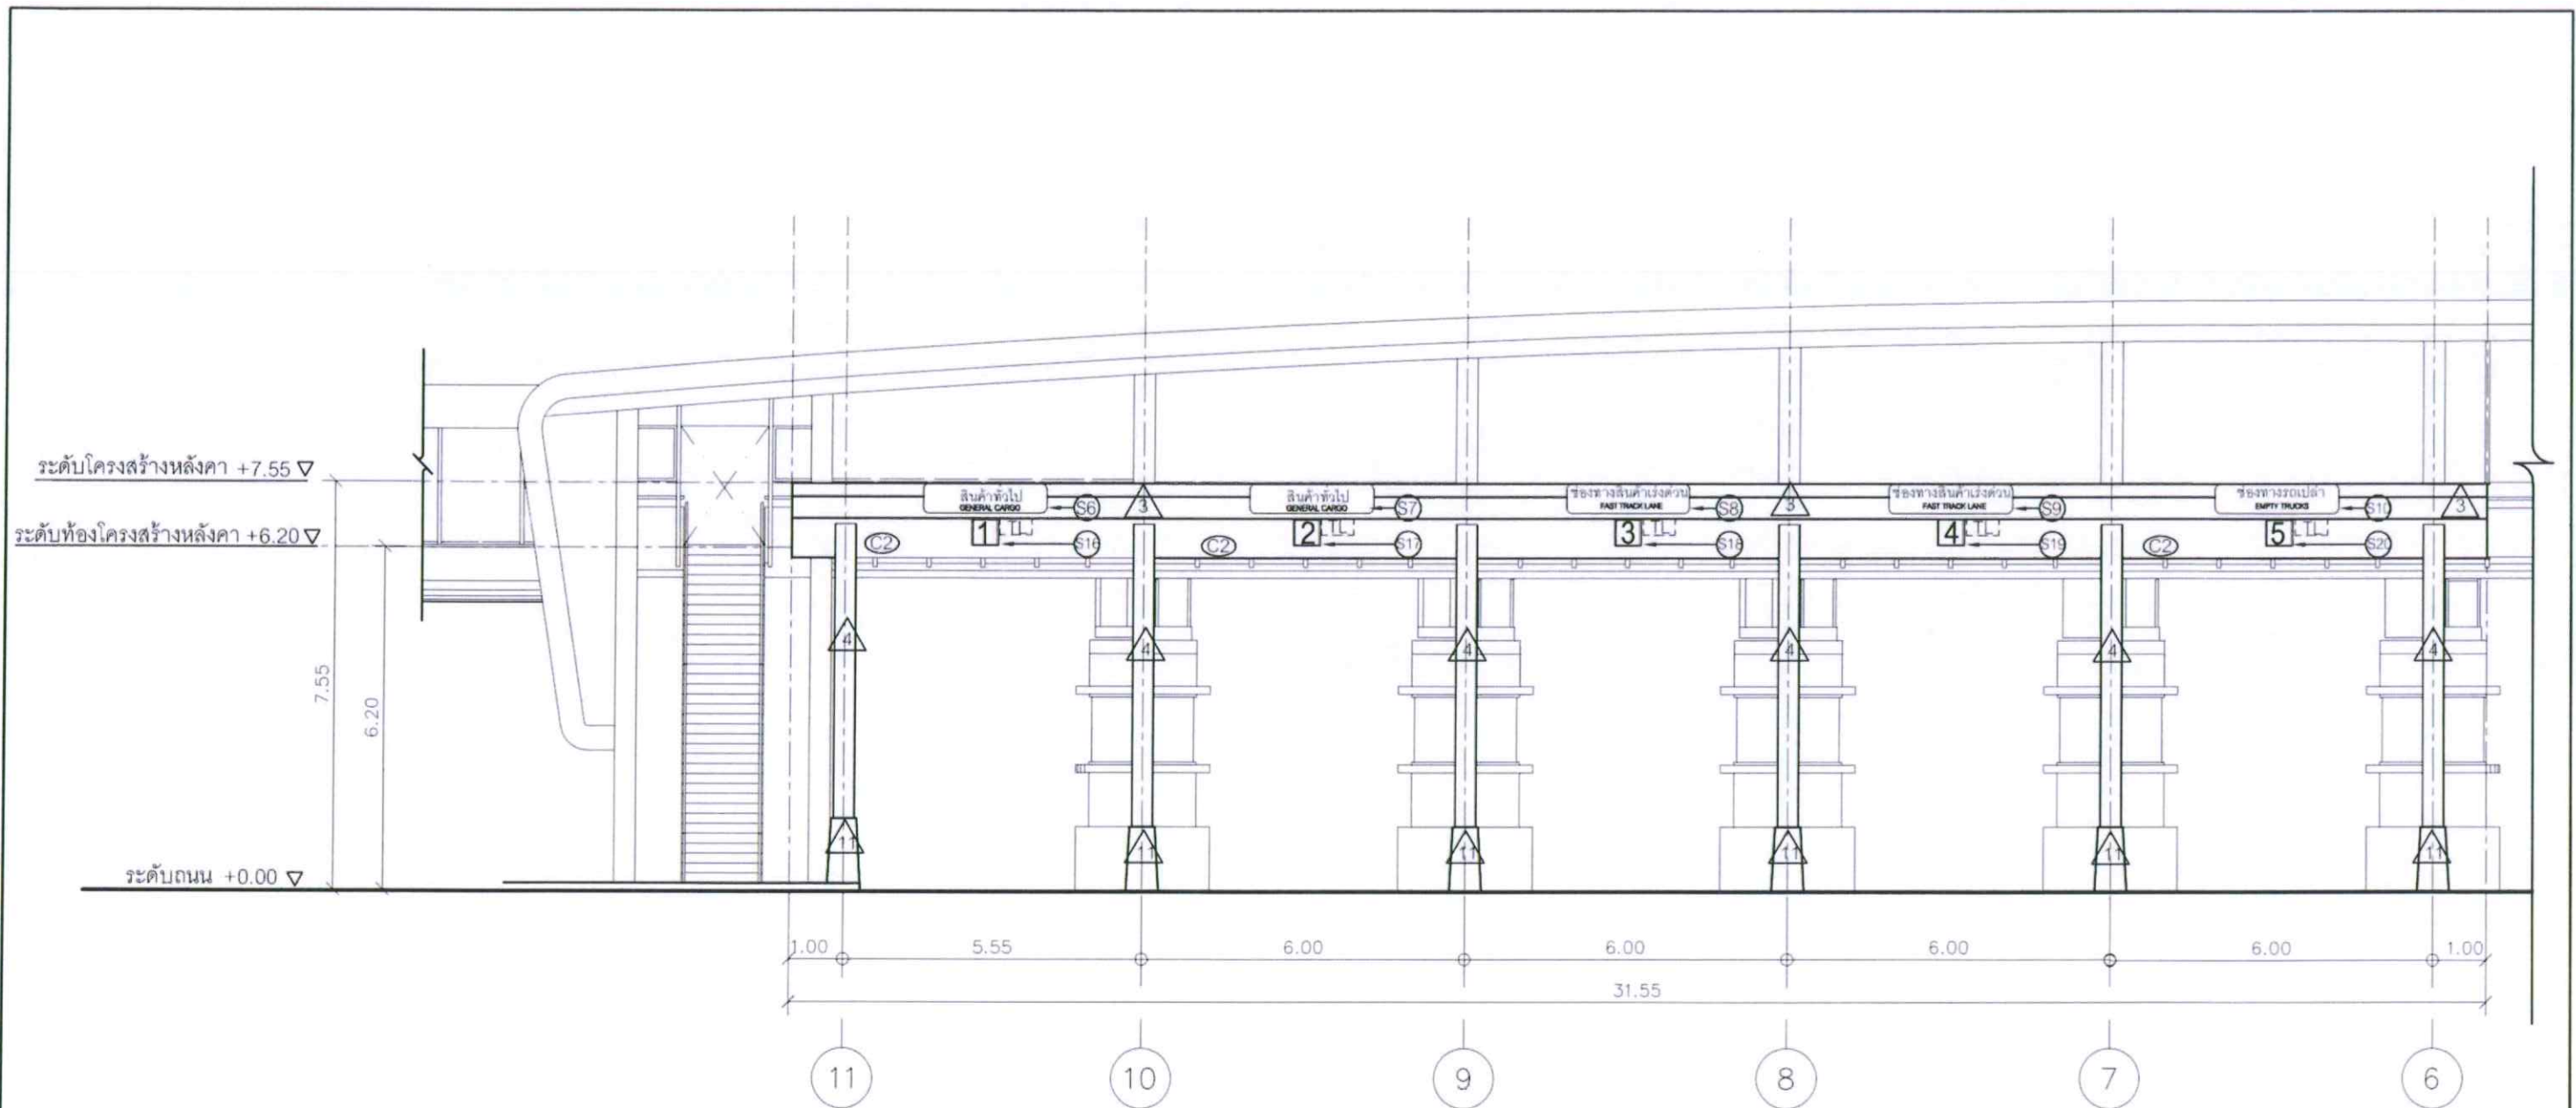 ระดับโครงสร้างหลังคา +7.55
สินค้าทั่วไป
GENERAL CARGO
S6
3
สินค้าทั่วไป
GENERAL CARGO
S7
ช่องทางสินค้าเร่งด่วน
FAST TRACK LANE
S8
3
ช่องทางสินค้าเร่งด่วน
FAST TRACK LANE
S9
ช่องทางรถเปล่า
EMPTY TRUCKS
S10
3
ระดับท้องโครงสร้างหลังคา +6.20
C2
1
S16
C2
2
S17
3
S18
4
S19
C2
5
S20
4
4
4
4
4
4
7.55
6.20
11
11
11
11
11
11
ระดับถนน +0.00
1.00
5.55
6.00
6.00
6.00
6.00
1.00
31.55
11
10
9
8
7
6